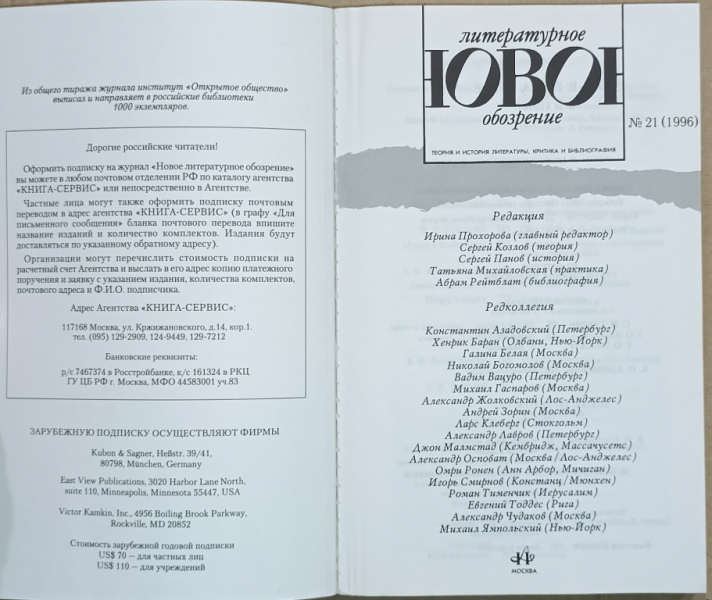 Из общего тиража журнала институт «Открытое общество»
выписал и направляет в российские библиотеки
1000 экземпляров.
Дорогие российские читатели!
Оформить подписку на журнал «Новое литературное обозрение»
вы можете в любом почтовом отделении РФ по каталогу агентства
«КНИГА-СЕРВИС» или непосредственно в Агентстве.
Частные лица могут также оформить подписку почтовым
переводом в адрес агентства «КНИГА-СЕРВИС» (в графу «Для
письменного сообщения» бланка почтового перевода впишите
название издания и количество комплектов. Издания будут
доставляться по указанному обратному адресу).
Организации могут перечислить стоимость подписки на
расчетный счет Агентства и выслать в его адрес копию платежного
поручения и заявку с указанием издания, количества комплектов,
почтового адреса и Ф.И.О. подписчика.
Адрес Агентства «КНИГА-СЕРВИС»:
117168 Москва, ул. Кржижановского, д.14, кор.1.
тел. (095) 129-2909, 124-9449, 129-7212
Банковские реквизиты:
р/с 7467374 в Росстройбанке, к/с 161324 в РКЦ
ГУ ЦБ РФ г. Москва, МФО 44583001 уч.83
ЗАРУБЕЖНУЮ ПОДПИСКУ ОСУЩЕСТВЛЯЮТ ФИРМЫ
Kubon & Sagner, Heßstr. 39/41,
80798, München, Germany
East View Publications, 3020 Harbor Lane North,
suite 110, Minneapolis, Minnesota 55447, USA
Victor Kamkin, Inc., 4956 Boiling Brook Parkway,
Rockville, MD 20852
Стоимость зарубежной годовой подписки
US$ 70 — для частных лиц
US$ 110 — для учреждений
литературное
НОВОЕ
обозрение
№ 21 (1996)
ТЕОРИЯ И ИСТОРИЯ ЛИТЕРАТУРЫ, КРИТИКА И БИБЛИОГРАФИЯ
Редакция
Ирина Прохорова (главный редактор)
Сергей Козлов (теория)
Сергей Панов (история)
Татьяна Михайловская (практика)
Абрам Рейтблат (библиография)
Редколлегия
Константин Азадовский (Петербург)
Хенрик Баран (Олбани, Нью-Йорк)
Галина Белая (Москва)
Николай Богомолов (Москва)
Вадим Вацуро (Петербург)
Михаил Гаспаров (Москва)
Александр Жолковский (Лос-Анджелес)
Андрей Зорин (Москва)
Ларс Клеберг (Стокгольм)
Александр Лавров (Петербург)
Джон Малмстад (Кембридж, Массачусетс)
Александр Осповат (Москва / Лос-Анджелес)
Омри Ронен (Анн Арбор, Мичиган)
Игорь Смирнов (Констанц / Мюнхен)
Роман Тименчик (Иерусалим)
Евгений Тоддес (Рига)
Александр Чудаков (Москва)
Михаил Ямпольский (Нью-Йорк)
МОСКВА